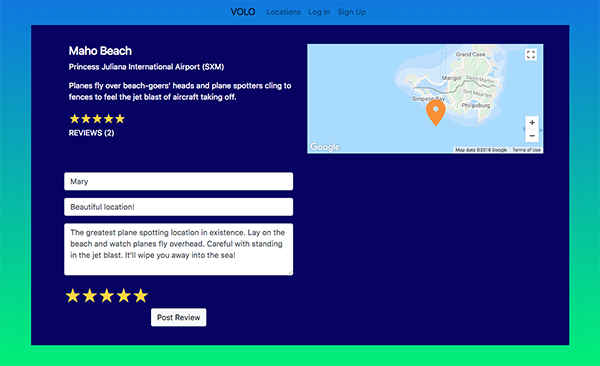 VOLO Locations Log In Sign Up
Maho Beach
Princess Juliana International Airport (SXM)
Planes fly over beach-goers' heads and plane spotters cling to
fences to feel the jet blast of aircraft taking off.
REVIEWS (2)
Grand Case
Marigot
Sint Maarten
Simpson Bay
Philipsburg
+
−
Google
Map data ©2018 Google Terms of Use
Mary
Beautiful location!
The greatest plane spotting location in existence. Lay on the
beach and watch planes fly overhead. Careful with standing
in the jet blast. It'll wipe you away into the sea!
Post Review